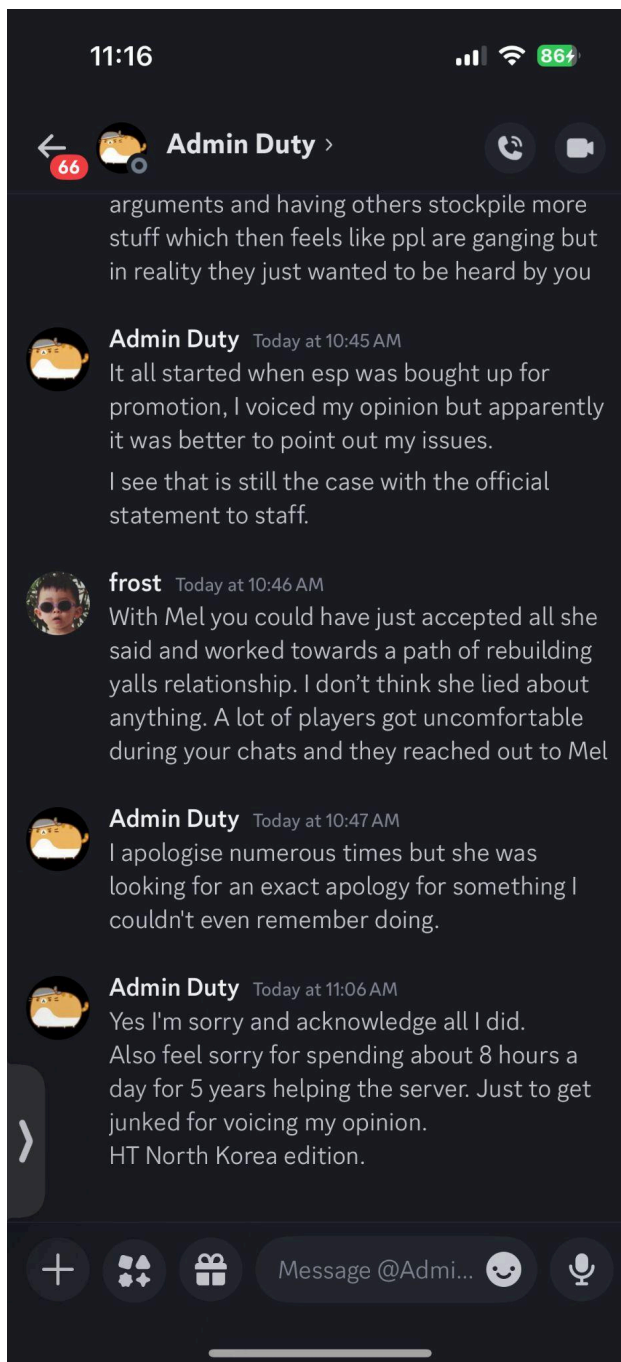 11:16
86
66
Admin Duty ›
arguments and having others stockpile more
stuff which then feels like ppl are ganging but
in reality they just wanted to be heard by you
Admin Duty Today at 10:45 AM
It all started when esp was bought up for
promotion, I voiced my opinion but apparently
it was better to point out my issues.
I see that is still the case with the official
statement to staff.
frost Today at 10:46 AM
With Mel you could have just accepted all she
said and worked towards a path of rebuilding
yalls relationship. I don’t think she lied about
anything. A lot of players got uncomfortable
during your chats and they reached out to Mel
Admin Duty Today at 10:47 AM
I apologise numerous times but she was
looking for an exact apology for something I
couldn't even remember doing.
Admin Duty Today at 11:06 AM
Yes I'm sorry and acknowledge all I did.
Also feel sorry for spending about 8 hours a
day for 5 years helping the server. Just to get
junked for voicing my opinion.
HT North Korea edition.
Message @Admi...